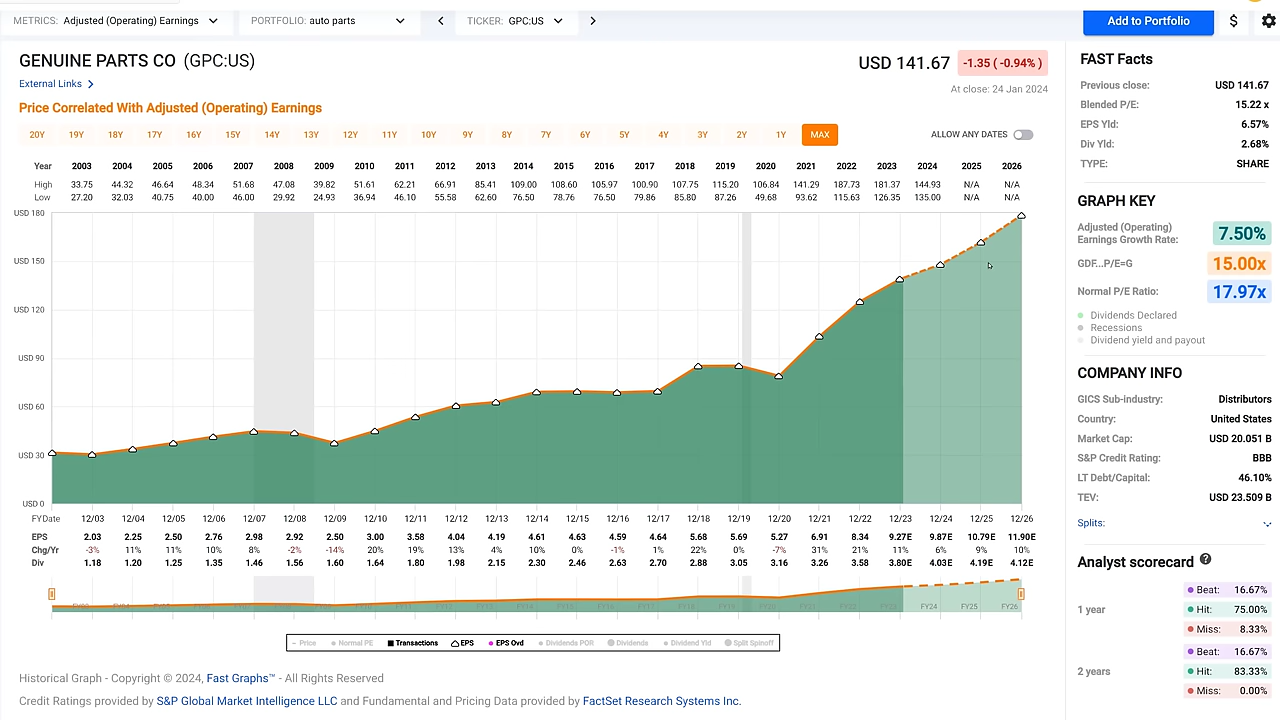 METRICS: Adjusted (Operating) Earnings PORTFOLIO: auto parts TICKER: GPC:US Add to Portfolio $
GENUINE PARTS CO (GPC:US) USD 141.67 -1.35 ( -0.94% )
External Links At close: 24 Jan 2024
Price Correlated With Adjusted (Operating) Earnings
20Y 19Y 18Y 17Y 16Y 15Y 14Y 13Y 12Y 11Y 10Y 9Y 8Y 7Y 6Y 5Y 4Y 3Y 2Y 1Y MAX ALLOW ANY DATES
Year 2003 2004 2005 2006 2007 2008 2009 2010 2011 2012 2013 2014 2015 2016 2017 2018 2019 2020 2021 2022 2023 2024 2025 2026
High 33.75 44.32 46.64 48.34 51.68 47.08 39.82 51.61 62.21 66.91 85.41 109.00 108.60 105.97 100.90 107.75 115.20 106.84 141.29 187.73 181.37 144.93 N/A N/A
Low 27.20 32.03 40.75 40.00 46.00 29.92 24.93 36.94 46.10 55.58 62.60 76.50 78.76 76.50 79.86 85.80 87.26 49.68 93.62 115.63 126.35 135.00 N/A N/A
USD 180
USD 150
USD 120
USD 90
USD 60
USD 30
USD 0
FYDate 12/03 12/04 12/05 12/06 12/07 12/08 12/09 12/10 12/11 12/12 12/13 12/14 12/15 12/16 12/17 12/18 12/19 12/20 12/21 12/22 12/23 12/24 12/25 12/26
EPS 2.03 2.25 2.50 2.76 2.98 2.92 2.50 3.00 3.58 4.04 4.19 4.61 4.63 4.59 4.64 5.68 5.69 5.27 6.91 8.34 9.27E 9.87E 10.79E 11.90E
Chg/Yr -3% 11% 11% 10% 8% -2% -14% 20% 19% 13% 4% 10% 0% -1% 1% 22% 0% -7% 31% 21% 11% 6% 9% 10%
Div 1.18 1.20 1.25 1.35 1.46 1.56 1.60 1.64 1.80 1.98 2.15 2.30 2.46 2.63 2.70 2.88 3.05 3.16 3.26 3.58 3.80E 4.03E 4.19E 4.12E
FY24 FY25 FY26
Price Normal PE Transactions EPS EPS Ovd Dividends POR Dividends Dividend Yld Split Spinoff
Historical Graph - Copyright © 2024, Fast Graphs™ - All Rights Reserved
Credit Ratings provided by S&P Global Market Intelligence LLC and Fundamental and Pricing Data provided by FactSet Research Systems Inc.
FAST Facts
Previous close: USD 141.67
Blended P/E: 15.22 x
EPS Yld: 6.57%
Div Yld: 2.68%
TYPE: SHARE
GRAPH KEY
Adjusted (Operating)
Earnings Growth Rate: 7.50%
GDF...P/E=G 15.00x
Normal P/E Ratio: 17.97x
Dividends Declared
Recessions
Dividend yield and payout
COMPANY INFO
GICS Sub-industry: Distributors
Country: United States
Market Cap: USD 20.051 B
S&P Credit Rating: BBB
LT Debt/Capital: 46.10%
TEV: USD 23.509 B
Splits: -
Analyst scorecard ?
1 year
Beat: 16.67%
Hit: 75.00%
Miss: 8.33%
2 years
Beat: 16.67%
Hit: 83.33%
Miss: 0.00%